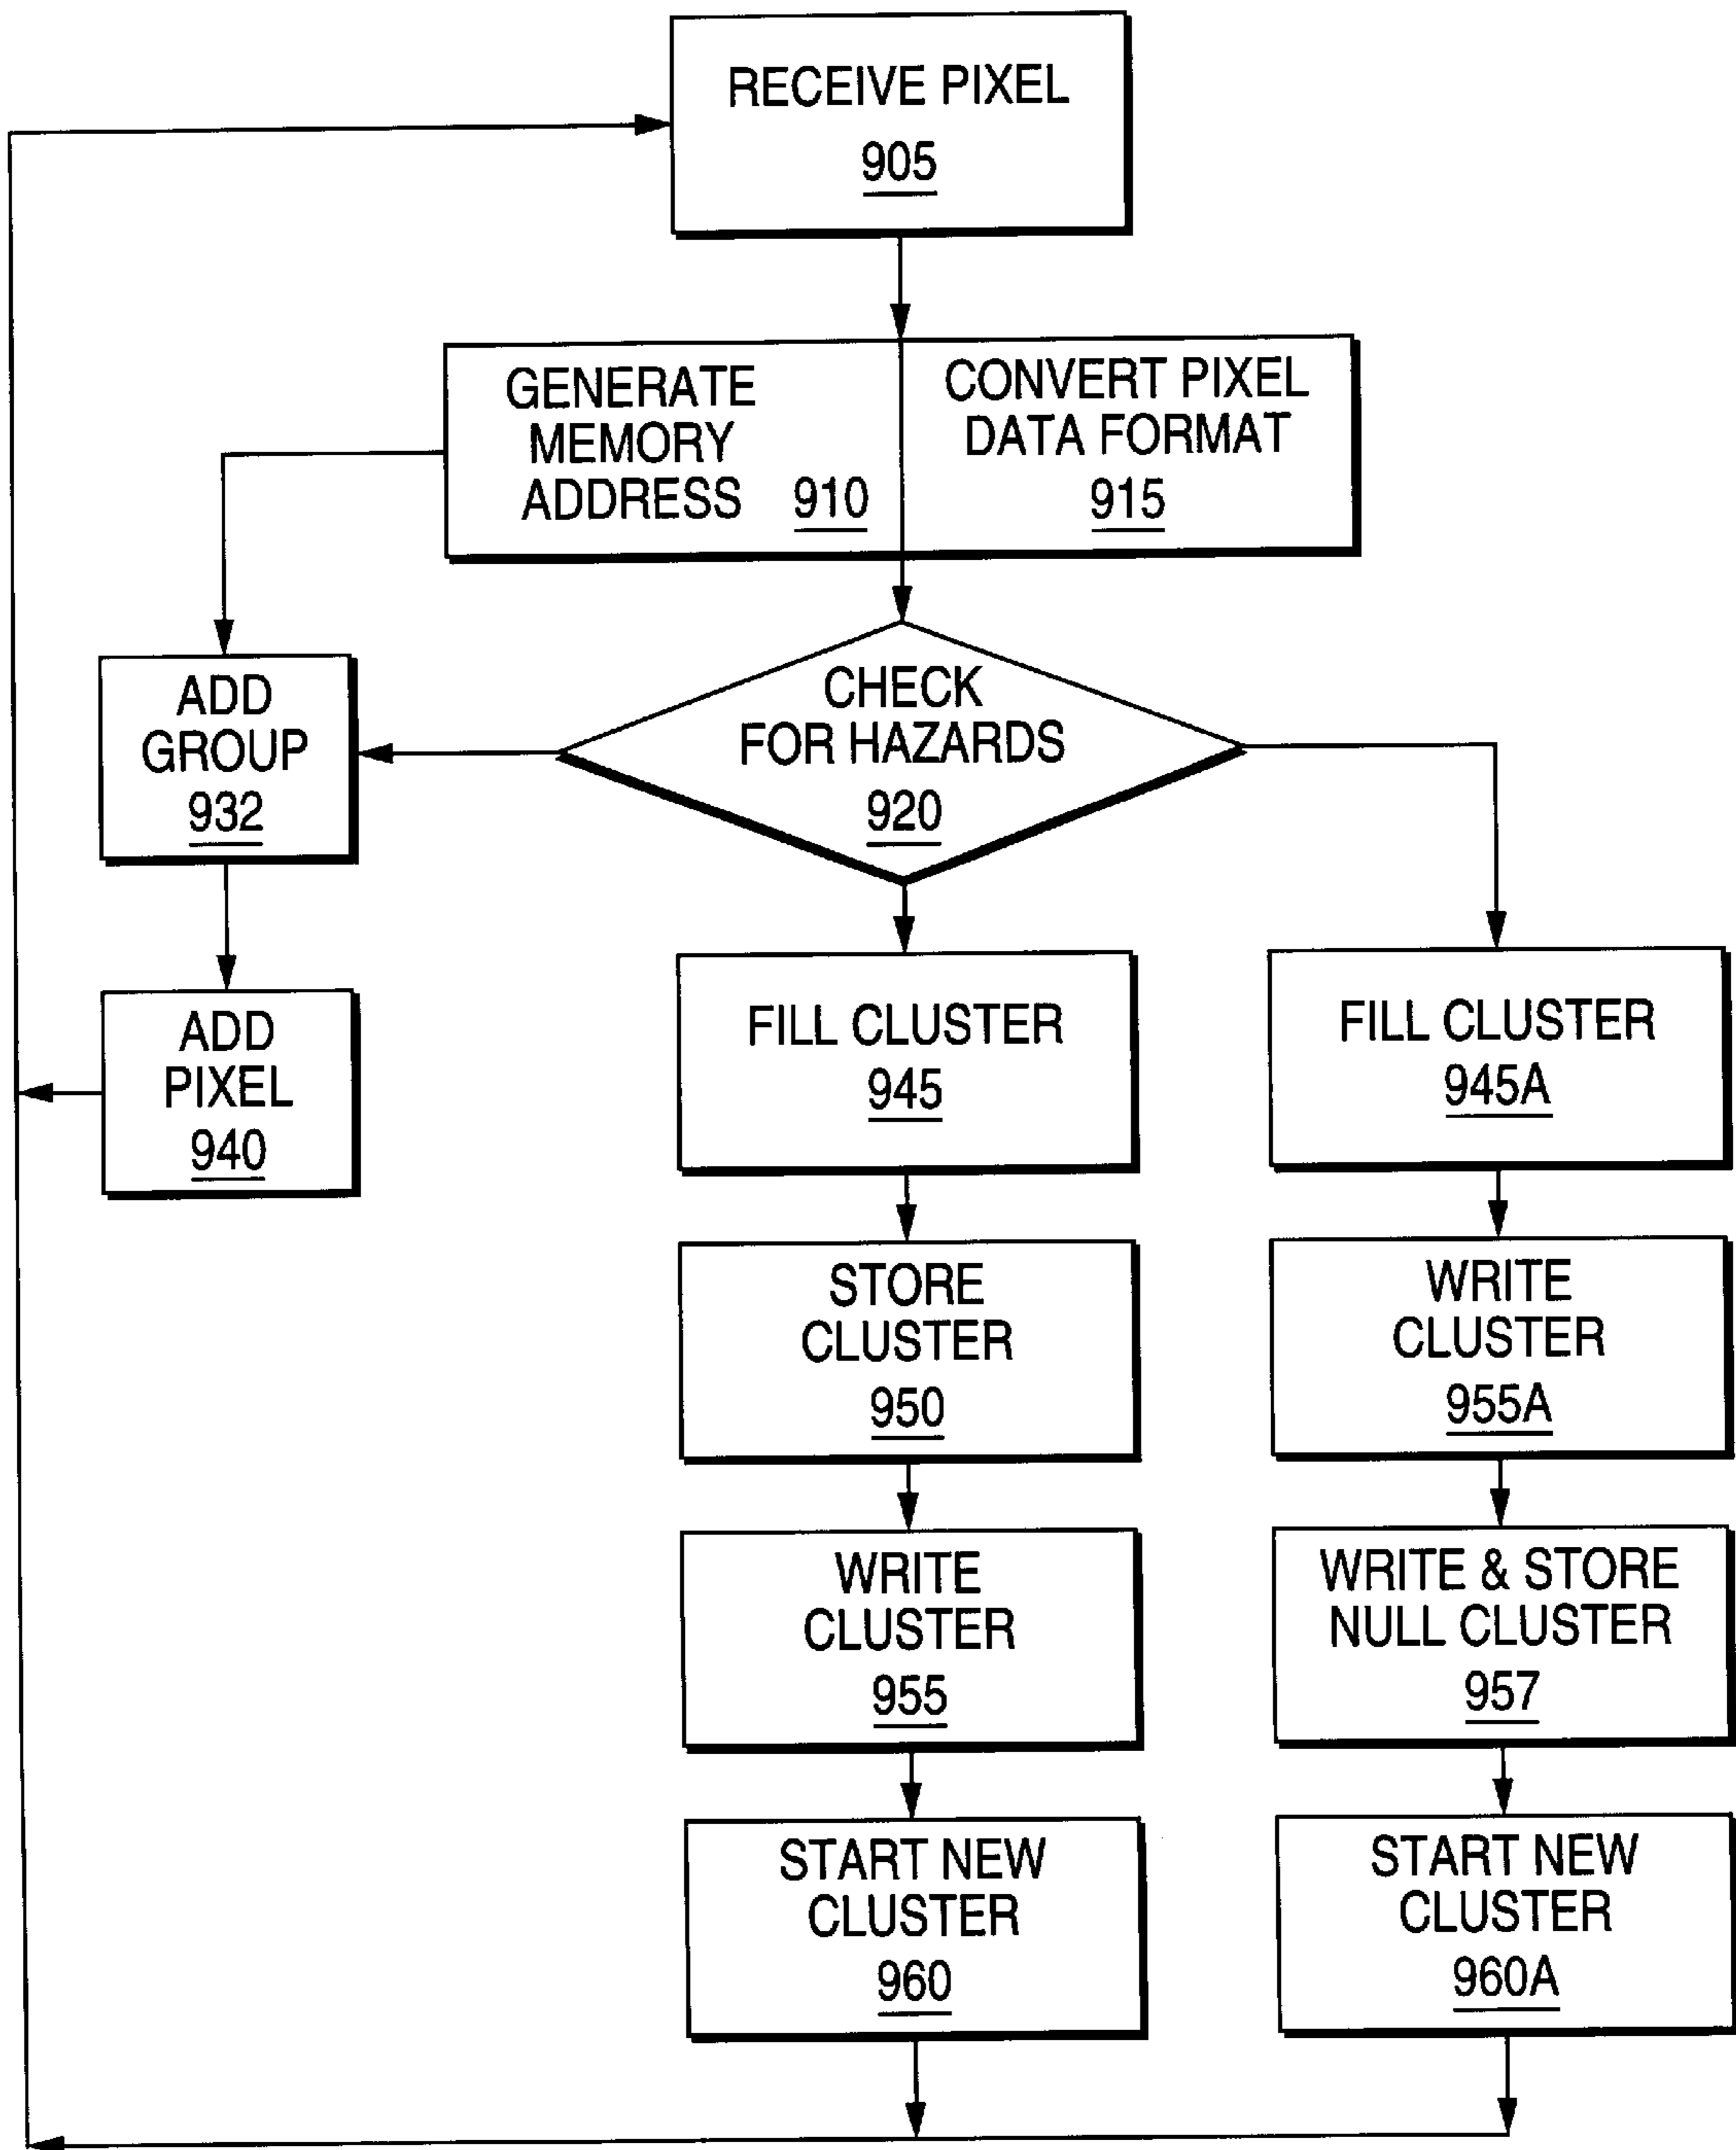 RECEIVE PIXEL
905
GENERATE
MEMORY
ADDRESS 910
CONVERT PIXEL
DATA FORMAT
915
CHECK
FOR HAZARDS
920
ADD
GROUP
932
ADD
PIXEL
940
FILL CLUSTER
945
FILL CLUSTER
945A
STORE
CLUSTER
950
WRITE
CLUSTER
955A
WRITE
CLUSTER
955
WRITE & STORE
NULL CLUSTER
957
START NEW
CLUSTER
960
START NEW
CLUSTER
960A